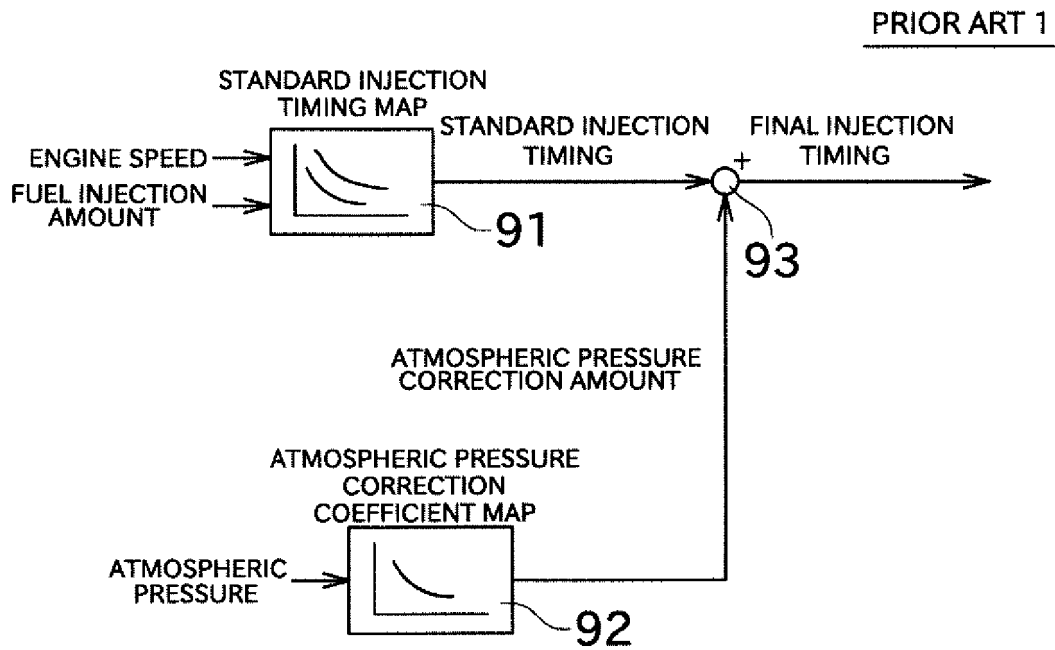 PRIOR ART 1
STANDARD INJECTION
TIMING MAP
STANDARD INJECTION
TIMING
FINAL INJECTION
TIMING
ENGINE SPEED
FUEL INJECTION
AMOUNT
+
91
93
ATMOSPHERIC PRESSURE
CORRECTION AMOUNT
ATMOSPHERIC PRESSURE
CORRECTION
COEFFICIENT MAP
ATMOSPHERIC
PRESSURE
92